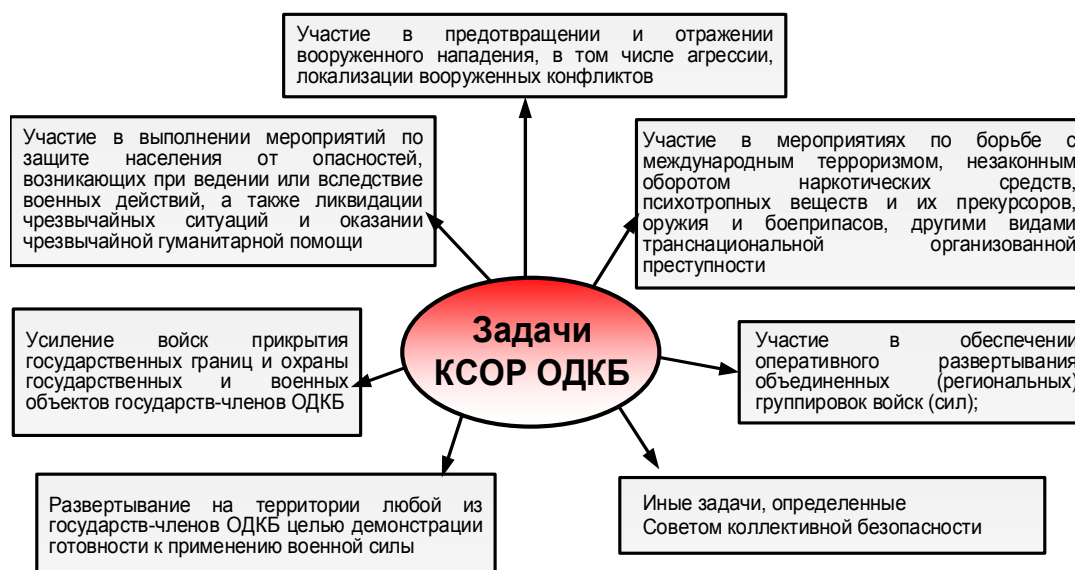 Участие в предотвращении и отражении
вооруженного нападения, в том числе агрессии,
локализации вооруженных конфликтов
Участие в выполнении мероприятий по
защите населения от опасностей,
возникающих при ведении или вследствие
военных действий, а также ликвидации
чрезвычайных ситуаций и оказании
чрезвычайной гуманитарной помощи
Участие в мероприятиях по борьбе с
международным терроризмом, незаконным
оборотом наркотических средств,
психотропных веществ и их прекурсоров,
оружия и боеприпасов, другими видами
транснациональной организованной
преступности
Задачи
КСОР ОДКБ
Усиление войск прикрытия
государственных границ и охраны
государственных и военных
объектов государств-членов ОДКБ
Участие в обеспечении
оперативного развертывания
объединенных (региональных)
группировок войск (сил);
Развертывание на территории любой из
государств-членов ОДКБ целью демонстрации
готовности к применению военной силы
Иные задачи, определенные
Советом коллективной безопасности